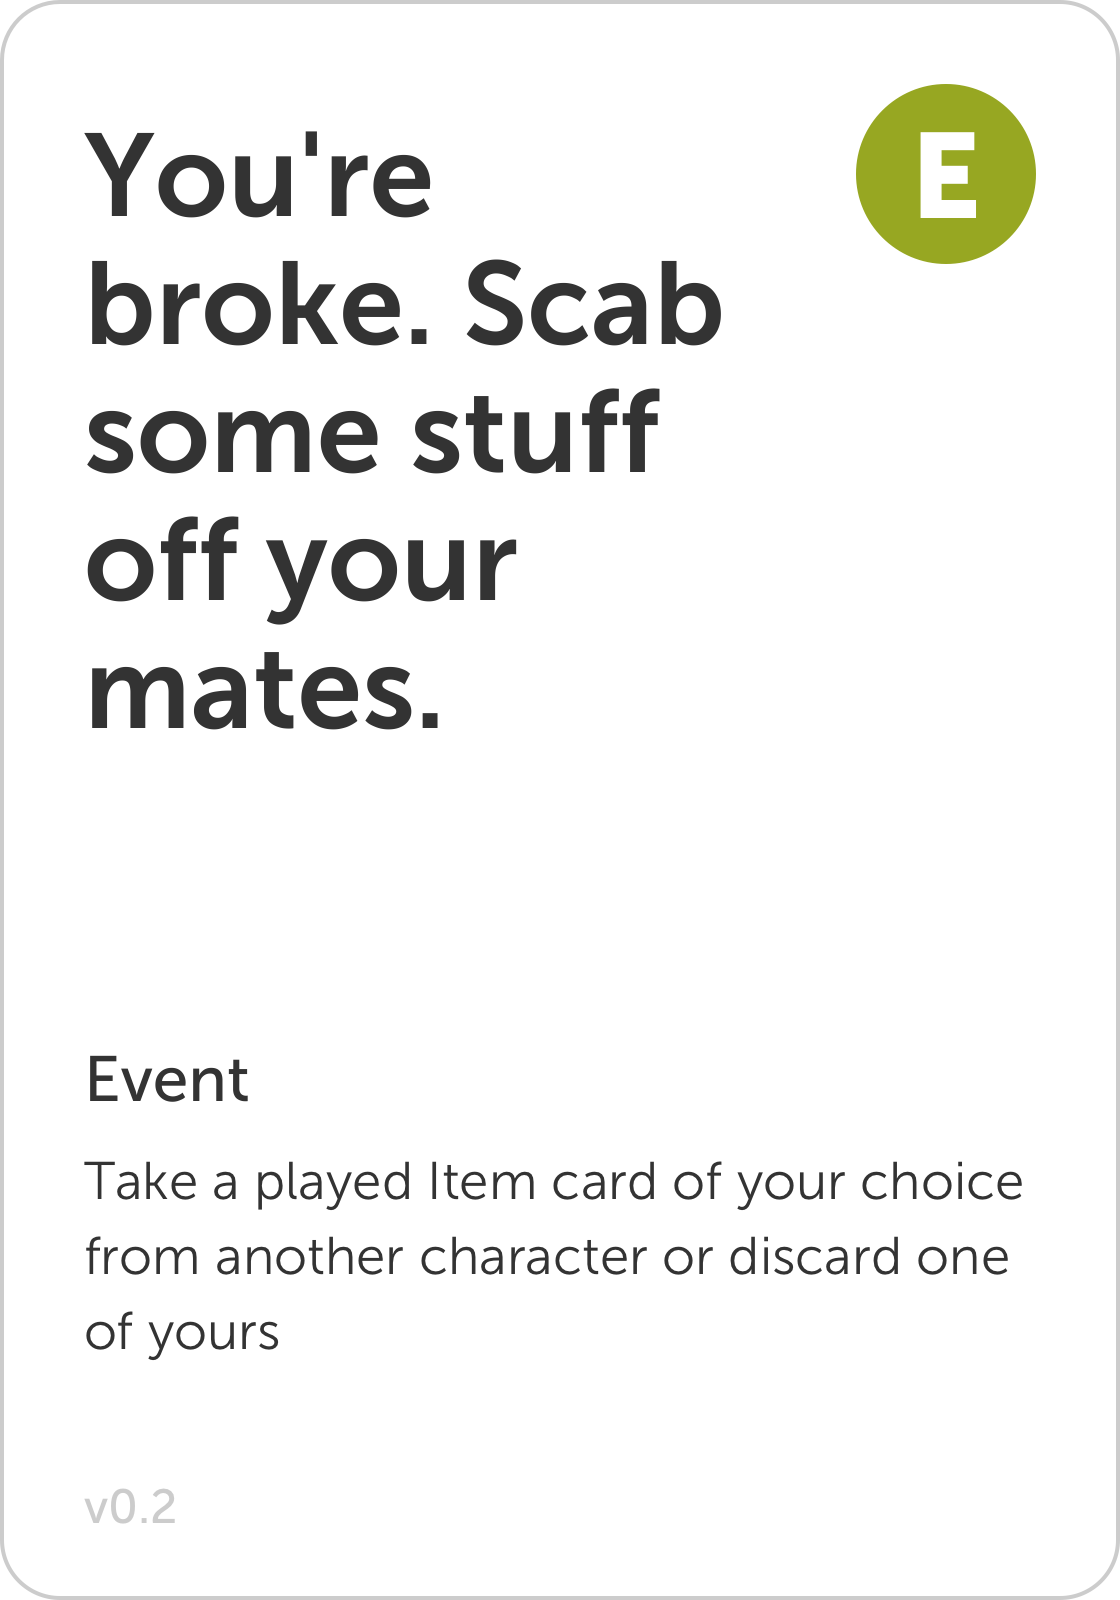 You're
E
broke. Scab
some stuff
off your
mates.
Event
Take a played Item card of your choice
from another character or discard one
of yours
v0.2